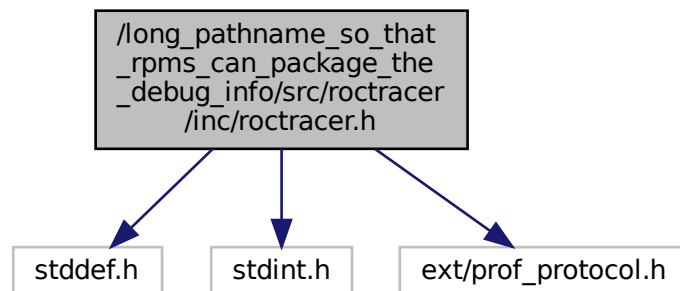 /long_pathname_so_that
_rpms_can_package_the
_debug_info/src/roctracer
/inc/roctracer.h
stddef.h
stdint.h
ext/prof_protocol.h